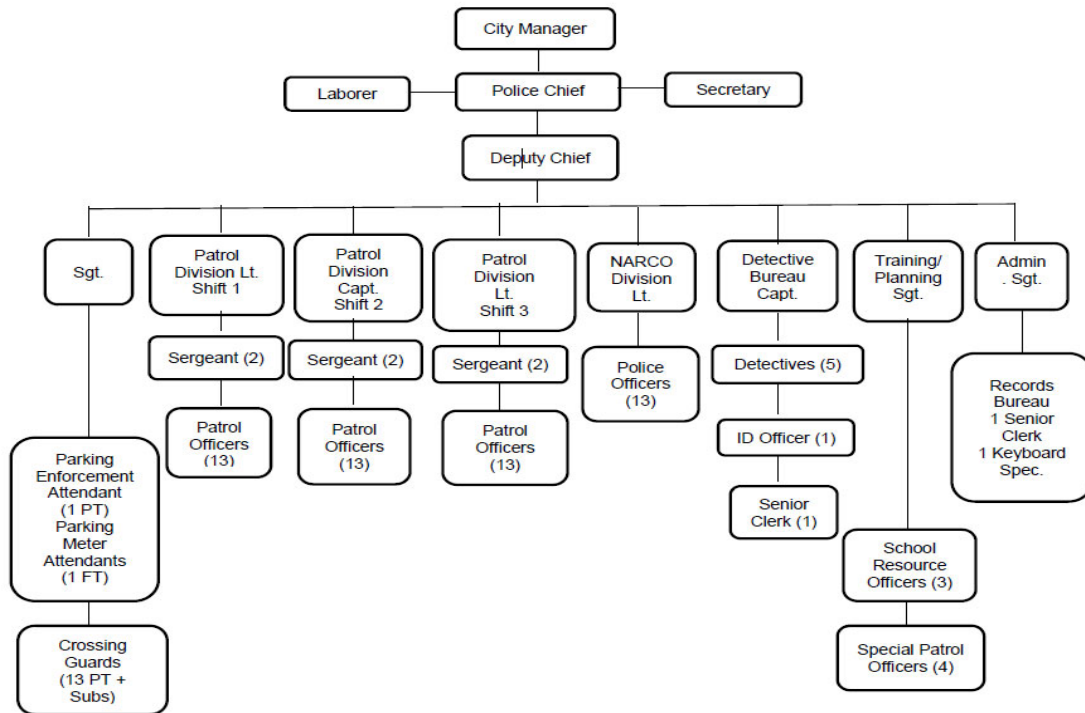 City Manager
Laborer
Police Chief
Secretary
Deputy Chief
Sgt.
Patrol
Division Lt.
Shift 1
Patrol
Division
Capt.
Shift 2
Patrol
Division
Lt.
Shift 3
NARCO
Division
Lt.
Detective
Bureau
Capt.
Training/
Planning
Sgt.
Admin
. Sgt.
Sergeant (2)
Sergeant (2)
Sergeant (2)
Police
Officers
(13)
Detectives (5)
Records
Bureau
1 Senior
Clerk
1 Keyboard
Spec.
Patrol
Officers
(13)
Patrol
Officers
(13)
Patrol
Officers
(13)
ID Officer (1)
Parking
Enforcement
Attendant
(1 PT)
Parking
Meter
Attendants
(1 FT)
Senior
Clerk (1)
School
Resource
Officers (3)
Crossing
Guards
(13 PT +
Subs)
Special Patrol
Officers (4)